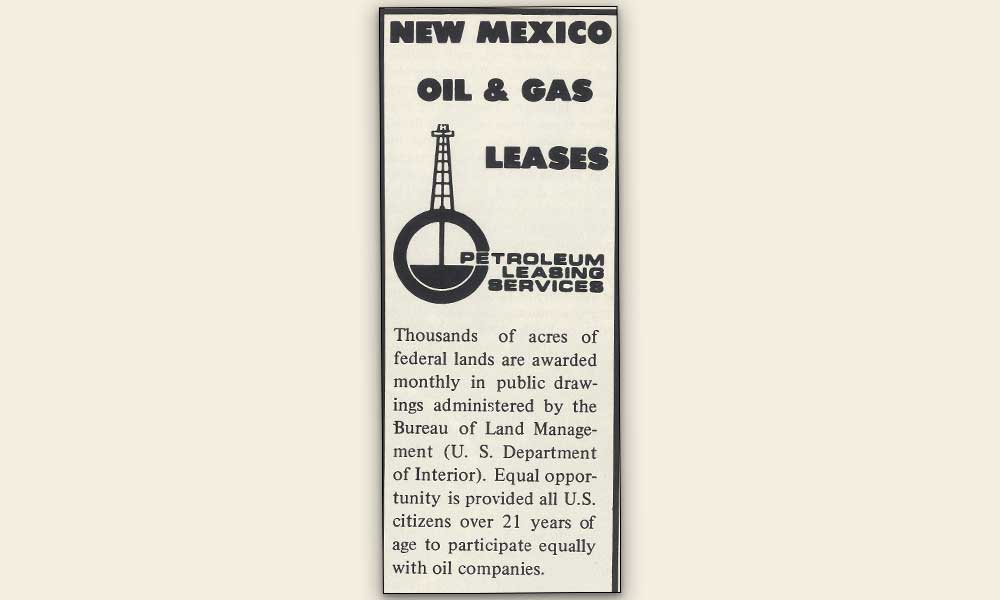 NEW MEXICO
OIL & GAS
LEASES
PETROLEUM
LEASING
SERVICES
Thousands of acres of
federal lands are awarded
monthly in public draw-
ings administered by the
Bureau of Land Manage-
ment (U. S. Department
of Interior). Equal oppor-
tunity is provided all U.S.
citizens over 21 years of
age to participate equally
with oil companies.